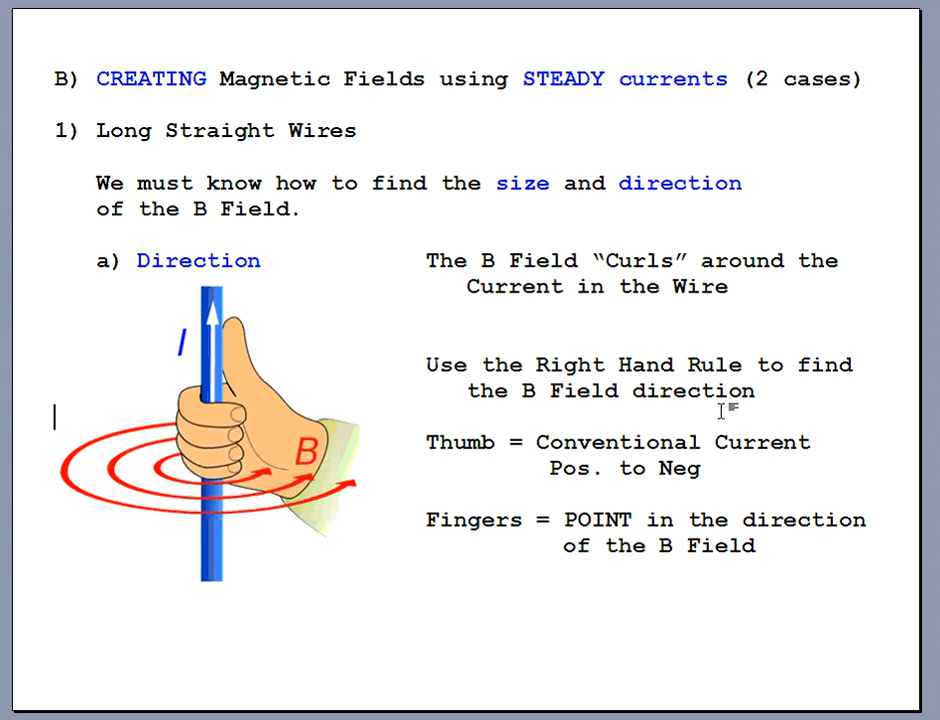 B) CREATING Magnetic Fields using STEADY currents (2 cases)
1) Long Straight Wires
We must know how to find the size and direction
of the B Field.
a) Direction
The B Field “Curls” around the
Current in the Wire
I
Use the Right Hand Rule to find
the B Field direction
B
Thumb = Conventional Current
Pos. to Neg
Fingers = POINT in the direction
of the B Field